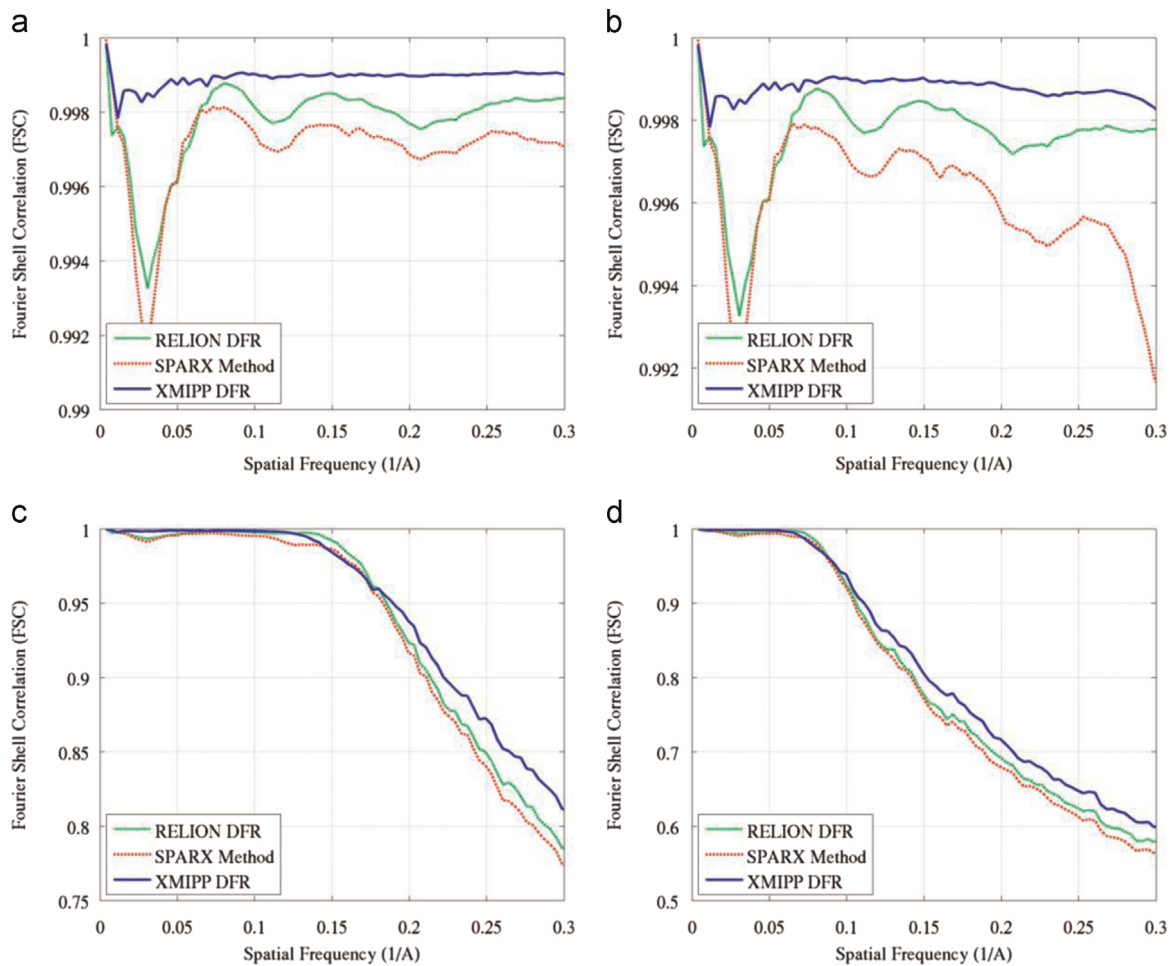 a
1
0.998
0.996
0.994
0.992
0.99
Fourier Shell Correlation (FSC)
RELION DFR
SPARX Method
XMIPP DFR
0 0.05 0.1 0.15 0.2 0.25 0.3
Spatial Frequency (1/A)
b
1
0.998
0.996
0.994
0.992
Fourier Shell Correlation (FSC)
RELION DFR
SPARX Method
XMIPP DFR
0 0.05 0.1 0.15 0.2 0.25 0.3
Spatial Frequency (1/A)
c
1
0.95
0.9
0.85
0.8
0.75
Fourier Shell Correlation (FSC)
RELION DFR
SPARX Method
XMIPP DFR
0 0.05 0.1 0.15 0.2 0.25 0.3
Spatial Frequency (1/A)
d
1
0.9
0.8
0.7
0.6
0.5
Fourier Shell Correlation (FSC)
RELION DFR
SPARX Method
XMIPP DFR
0 0.05 0.1 0.15 0.2 0.25 0.3
Spatial Frequency (1/A)